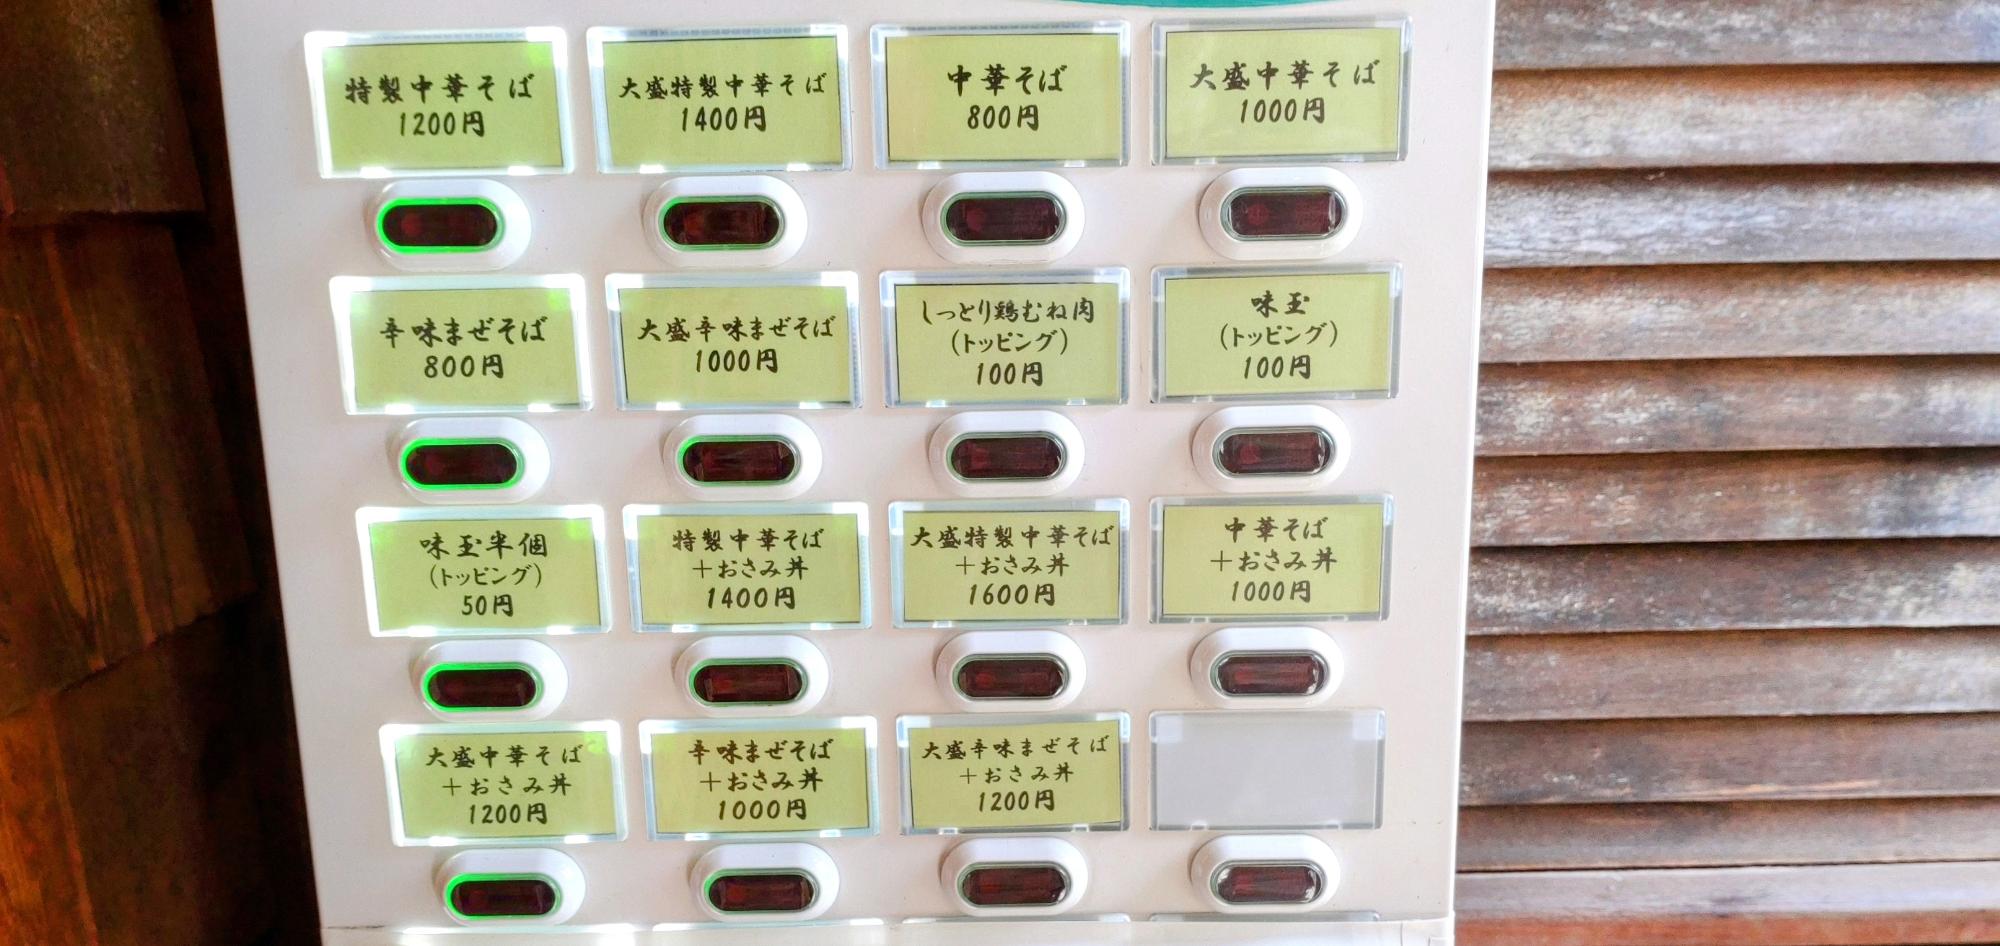 特製中華そば
1200円
大盛特製中華そば
1400円
中華そば
800円
大盛中華そば
1000円
辛味まぜそば
800円
大盛辛味まぜそば
1000円
しっとり鶏むね肉
(トッピング)
100円
味玉
(トッピング)
100円
味玉半個
(トッピング)
50円
特製中華そば
+おさみ丼
1400円
大盛特製中華そば
+おさみ丼
1600円
中華そば
+おさみ丼
1000円
大盛中華そば
+おさみ丼
1200円
辛味まぜそば
+おさみ丼
1000円
大盛辛味まぜそば
+おさみ丼
1200円